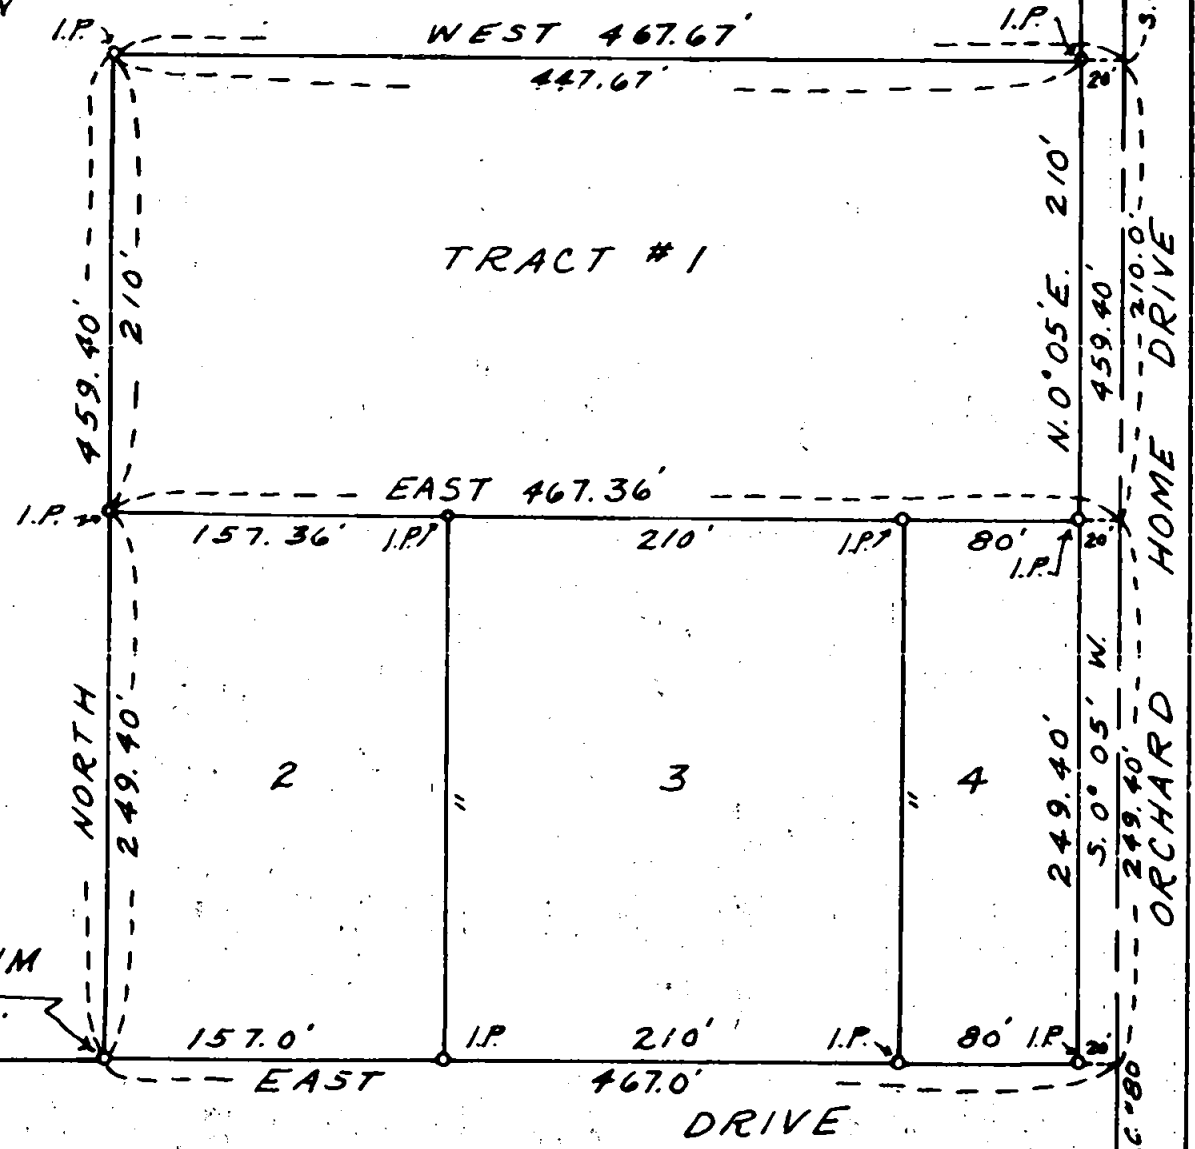 I.P.
WEST 467.67'
I.P.
S.
447.67'
20'
N.0°05'E. 210'
210.0'
TRACT #1
459.40'
210'
459.40'
ORCHARD HOME DRIVE
EAST 467.36'
I.P.
157.36'
I.P.
210'
I.P.
80'
20'
I.P.
NORTH
249.40'
2
"
3
"
4
249.40'
S.0°05' W.
249.40'
IM
157.0'
I.P.
210'
I.P.
80'
I.P.
20'
EAST
467.0'
DRIVE